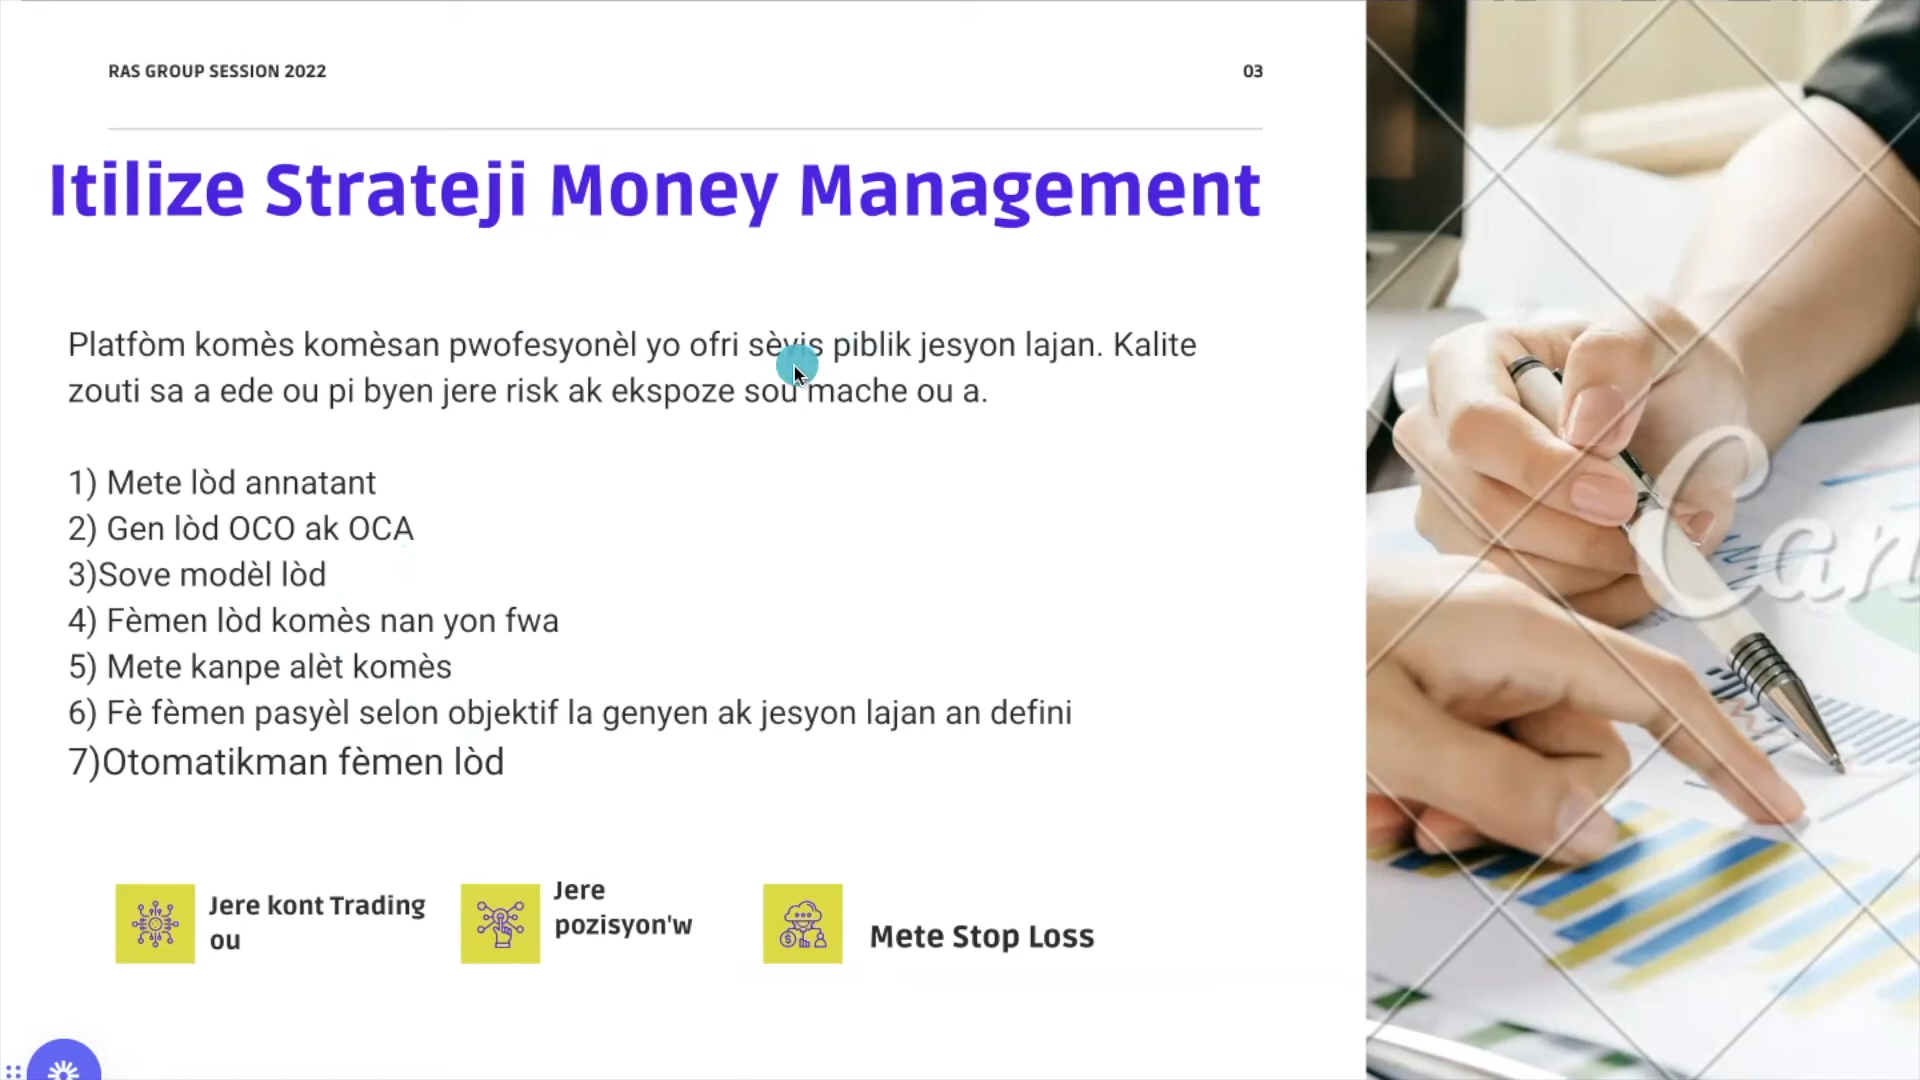 RAS GROUP SESSION 2022
03
Itilize Strateji Money Management
Platfòm komès komèsan pwofesyonèl yo ofri sèvis piblik jesyon lajan. Kalite
zouti sa a ede ou pi byen jere risk ak ekspoze sou mache ou a.
1) Mete lòd annatant
2) Gen lòd OCO ak OCA
3)Sove modèl lòd
4) Fèmen lòd komès nan yon fwa
5) Mete kanpe alèt komès
6) Fè fèmen pasyèl selon objektif la genyen ak jesyon lajan an defini
7)Otomatikman fèmen lòd
Jere kont Trading
ou
Jere
pozisyon'w
Mete Stop Loss